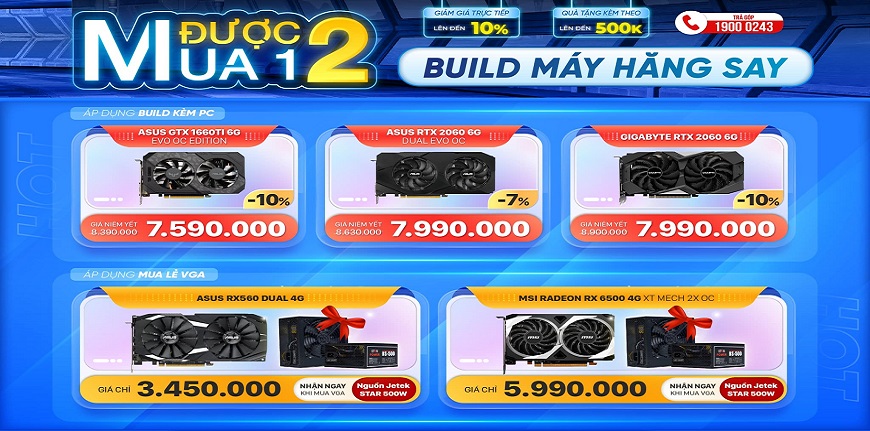 MUA 1 ĐƯỢC 2
GIẢM GIÁ TRỰC TIẾP
LÊN ĐẾN 10%
QUÀ TẶNG KÈM THEO
LÊN ĐẾN 500K
TRẢ GÓP
1900 0243
BUILD MÁY HĂNG SAY
ÁP DỤNG BUILD KÈM PC
ASUS GTX 1660TI 6G
EVO OC EDITION
-10%
GIÁ NIÊM YẾT
8.390.000
7.590.000
ASUS RTX 2060 6G
DUAL EVO OC
-7%
GIÁ NIÊM YẾT
8.630.000
7.990.000
GIGABYTE RTX 2060 6G
-10%
GIÁ NIÊM YẾT
8.900.000
7.990.000
HOT
HOT
ÁP DỤNG MUA LẺ VGA
ASUS RX560 DUAL 4G
GIÁ CHỈ 3.450.000
NHẬN NGAY
KHI MUA VGA
Nguồn Jetek
STAR 500W
MSI RADEON RX 6500 4G XT MECH 2X OC
GIÁ CHỈ 5.990.000
NHẬN NGAY
KHI MUA VGA
Nguồn Jetek
STAR 500W